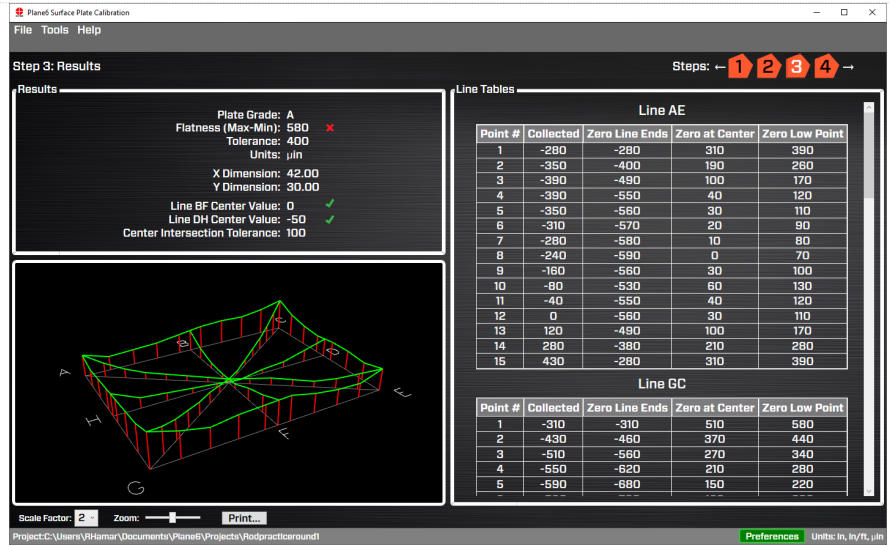 Plane6 Surface Plate Calibration
File Tools Help
Step 3: Results
Steps: ← 1 2 3 4 →
Results
Plate Grade: A
Flatness (Max-Min): 580
Tolerance: 400
Units: µin
X Dimension: 42.00
Y Dimension: 30.00
Line BF Center Value: 0
Line DH Center Value: -50
Center Intersection Tolerance: 100
A
B
C
D
E
F
G
H
Scale Factor: 2 Zoom: Print...
Line Tables
Line AE
Point # Collected Zero Line Ends Zero at Center Zero Low Point
1 -280 -280 310 390
2 -350 -400 190 260
3 -390 -490 100 170
4 -390 -550 40 120
5 -350 -560 30 110
6 -310 -570 20 90
7 -280 -580 10 80
8 -240 -590 0 70
9 -160 -560 30 100
10 -80 -530 60 130
11 -40 -550 40 120
12 0 -560 30 110
13 120 -490 100 170
14 280 -380 210 280
15 430 -280 310 390
Line GC
Point # Collected Zero Line Ends Zero at Center Zero Low Point
1 -310 -310 510 580
2 -430 -460 370 440
3 -510 -560 270 340
4 -550 -620 210 280
5 -590 -680 150 220
Project:C:\Users\RHamar\Documents\Plane6\Projects\Rodpracticeround1
Preferences Units: In, In/ft, µin